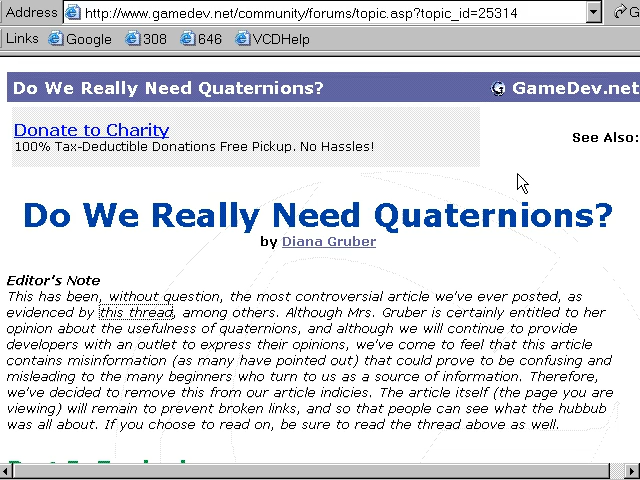 Address http://www.gamedev.net/community/forums/topic.asp?topic_id=25314 G
Links Google 308 646 VCDHelp
Do We Really Need Quaternions? GameDev.net
Donate to Charity
100% Tax-Deductible Donations Free Pickup. No Hassles!
See Also:
Do We Really Need Quaternions?
by Diana Gruber
Editor's Note
This has been, without question, the most controversial article we've ever posted, as
evidenced by this thread, among others. Although Mrs. Gruber is certainly entitled to her
opinion about the usefulness of quaternions, and although we will continue to provide
developers with an outlet to express their opinions, we've come to feel that this article
contains misinformation (as many have pointed out) that could prove to be confusing and
misleading to the many beginners who turn to us as a source of information. Therefore,
we've decided to remove this from our article indicies. The article itself (the page you are
viewing) will remain to prevent broken links, and so that people can see what the hubbub
was all about. If you choose to read on, be sure to read the thread above as well.